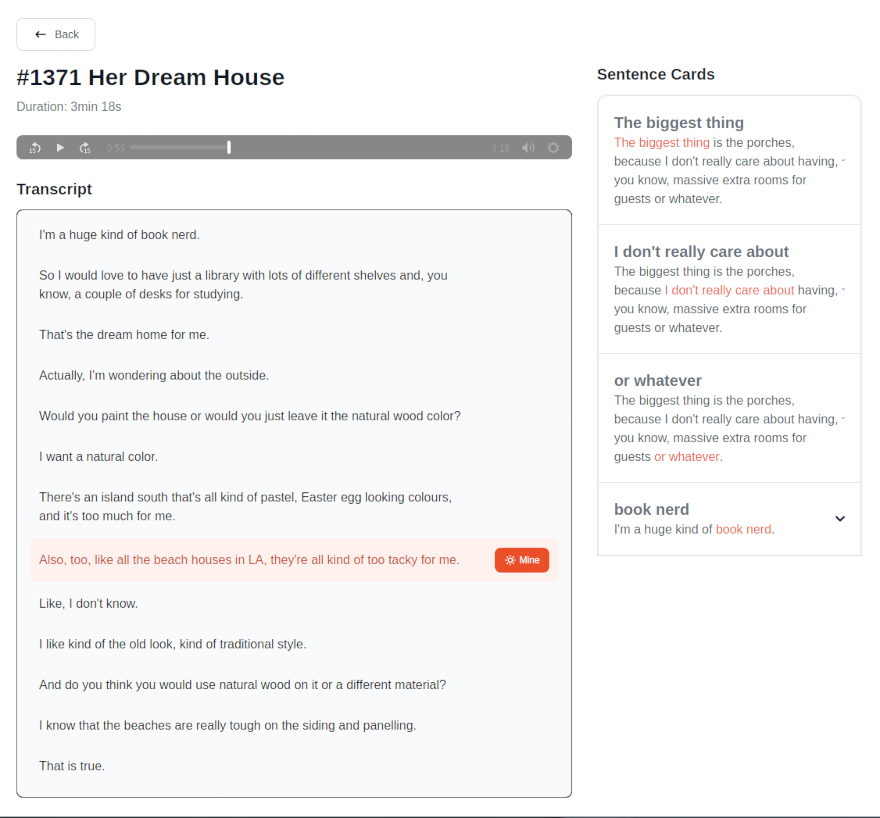 Back
#1371 Her Dream House
Duration: 3min 18s
15
15
0:55
3:18
Transcript
I'm a huge kind of book nerd.
So I would love to have just a library with lots of different shelves and, you
know, a couple of desks for studying.
That's the dream home for me.
Actually, I'm wondering about the outside.
Would you paint the house or would you just leave it the natural wood color?
I want a natural color.
There's an island south that's all kind of pastel, Easter egg looking colours,
and it's too much for me.
Also, too, like all the beach houses in LA, they're all kind of too tacky for me.
Mine
Like, I don't know.
I like kind of the old look, kind of traditional style.
And do you think you would use natural wood on it or a different material?
I know that the beaches are really tough on the siding and panelling.
That is true.
Sentence Cards
The biggest thing
The biggest thing is the porches,
because I don't really care about having,
you know, massive extra rooms for
guests or whatever.
I don't really care about
The biggest thing is the porches,
because I don't really care about having,
you know, massive extra rooms for
guests or whatever.
or whatever
The biggest thing is the porches,
because I don't really care about having,
you know, massive extra rooms for
guests or whatever.
book nerd
I'm a huge kind of book nerd.